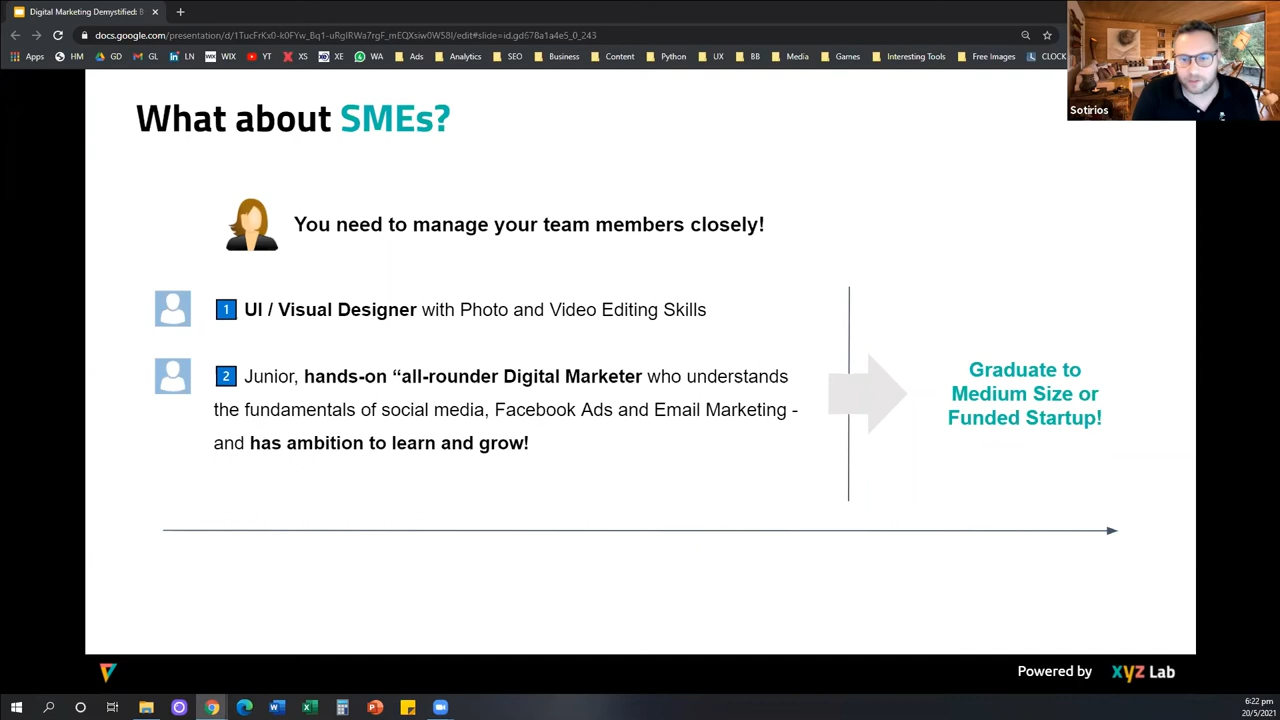 Digital Marketing Demystified: B
docs.google.com/presentation/d/1TucFrKx0-k0FYw_Bq1-uRglRWa7rgF_mEQXsiw0W58I/edit#slide=id.gd678a1a4e5_0_243
Apps HM GD GL LN WIX YT XS XE WA Ads Analytics SEO Business Content Python UX BB Media Games Interesting Tools Free Images CLOCK
Sotirios
What about SMEs?
You need to manage your team members closely!
1 UI / Visual Designer with Photo and Video Editing Skills
2 Junior, hands-on “all-rounder Digital Marketer who understands
the fundamentals of social media, Facebook Ads and Email Marketing -
and has ambition to learn and grow!
Graduate to
Medium Size or
Funded Startup!
Powered by XYZ Lab
6:22 pm
20/5/2021